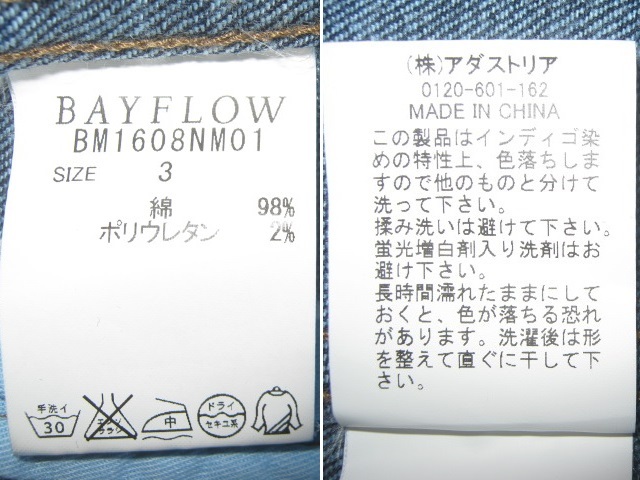 BAYFLOW
BM1608NM01
SIZE 3
綿 98%
ポリウレタン 2%
手洗イ
30
エンソ
サラシ
中
ドライ
セキユ系
(株)アダストリア
0120-601-162
MADE IN CHINA
この製品はインディゴ染
めの特性上、色落ちしま
すので他のものと分けて
洗って下さい。
揉み洗いは避けて下さい。
蛍光増白剤入り洗剤はお
避け下さい。
長時間濡れたままにして
おくと、色が落ちる恐れ
があります。洗濯後は形
を整えて直ぐに干して下
さい。